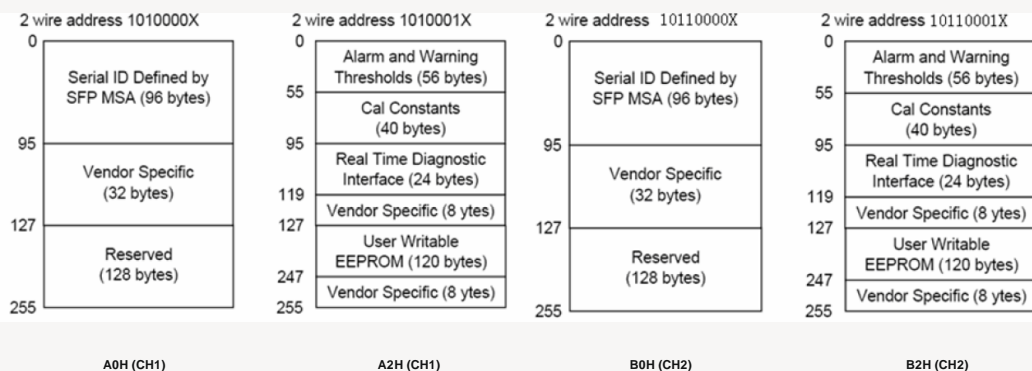 2 wire address 1010000X
0
Serial ID Defined by
SFP MSA (96 bytes)
95
Vendor Specific
(32 bytes)
127
Reserved
(128 bytes)
255
A0H (CH1)
2 wire address 1010001X
0
Alarm and Warning
Thresholds (56 bytes)
55
Cal Constants
(40 bytes)
95
Real Time Diagnostic
Interface (24 bytes)
119
Vendor Specific (8 ytes)
127
User Writable
EEPROM (120 bytes)
247
Vendor Specific (8 ytes)
255
A2H (CH1)
2 wire address 10110000X
0
Serial ID Defined by
SFP MSA (96 bytes)
95
Vendor Specific
(32 bytes)
127
Reserved
(128 bytes)
255
B0H (CH2)
2 wire address 10110001X
0
Alarm and Warning
Thresholds (56 bytes)
55
Cal Constants
(40 bytes)
95
Real Time Diagnostic
Interface (24 bytes)
119
Vendor Specific (8 ytes)
127
User Writable
EEPROM (120 bytes)
247
Vendor Specific (8 ytes)
255
B2H (CH2)